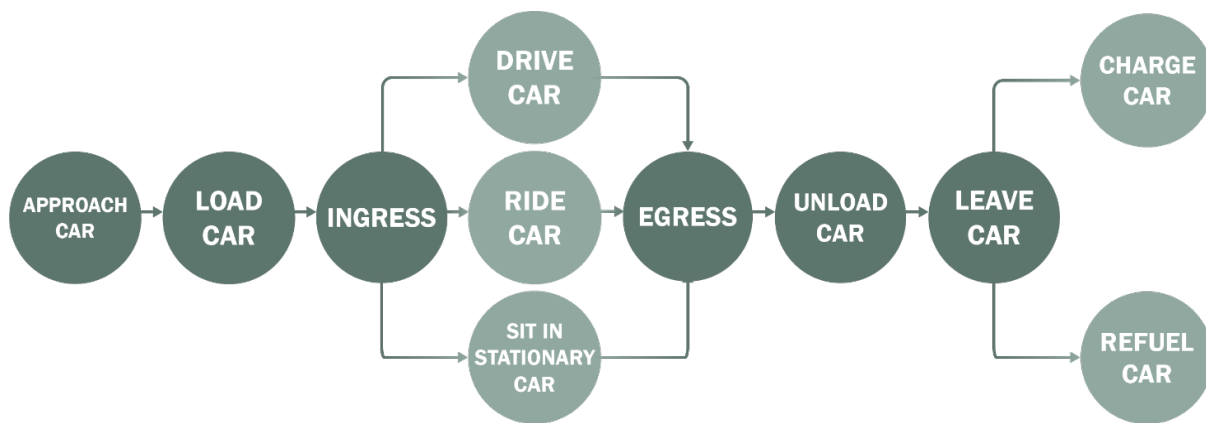 APPROACH
CAR
LOAD
CAR
INGRESS
DRIVE
CAR
RIDE
CAR
SIT IN
STATIONARY
CAR
EGRESS
UNLOAD
CAR
LEAVE
CAR
CHARGE
CAR
REFUEL
CAR